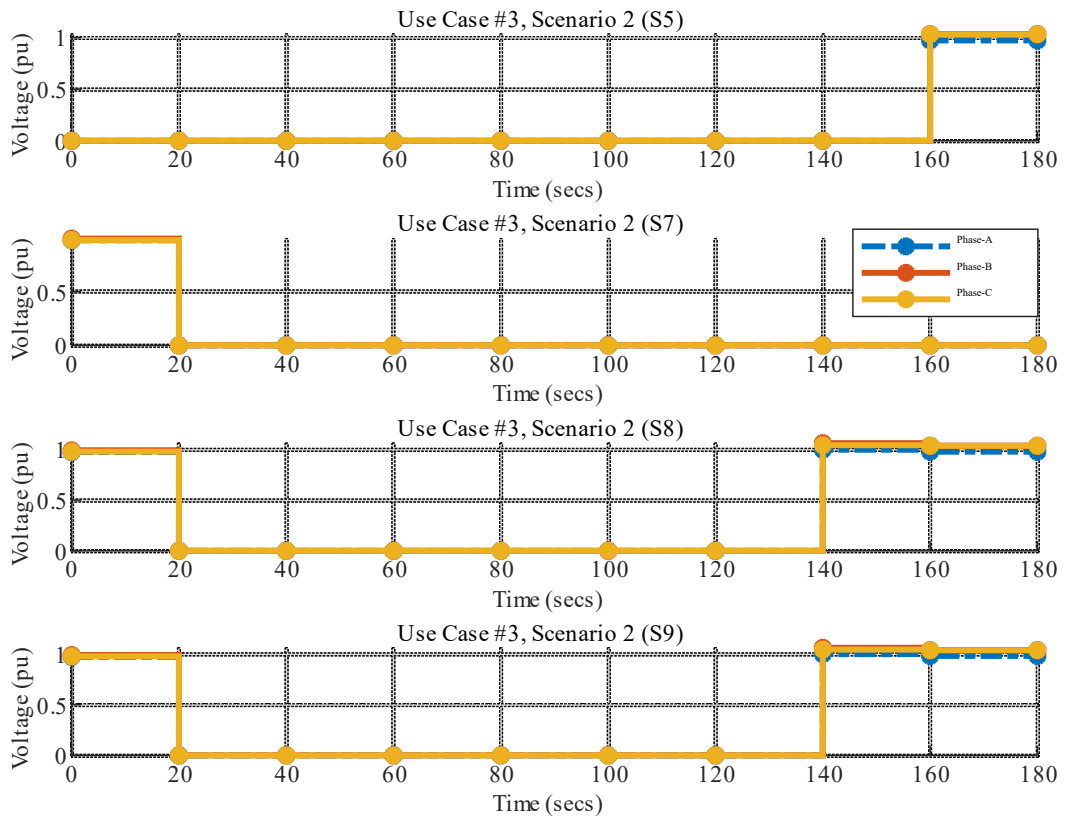 Use Case #3, Scenario 2 (S5)
Voltage (pu)
1
0.5
0
0 20 40 60 80 100 120 140 160 180
Time (secs)
Use Case #3, Scenario 2 (S7)
Voltage (pu)
0.5
0
Phase-A
Phase-B
Phase-C
0 20 40 60 80 100 120 140 160 180
Time (secs)
Use Case #3, Scenario 2 (S8)
Voltage (pu)
1
0.5
0
0 20 40 60 80 100 120 140 160 180
Time (secs)
Use Case #3, Scenario 2 (S9)
Voltage (pu)
1
0.5
0
0 20 40 60 80 100 120 140 160 180
Time (secs)